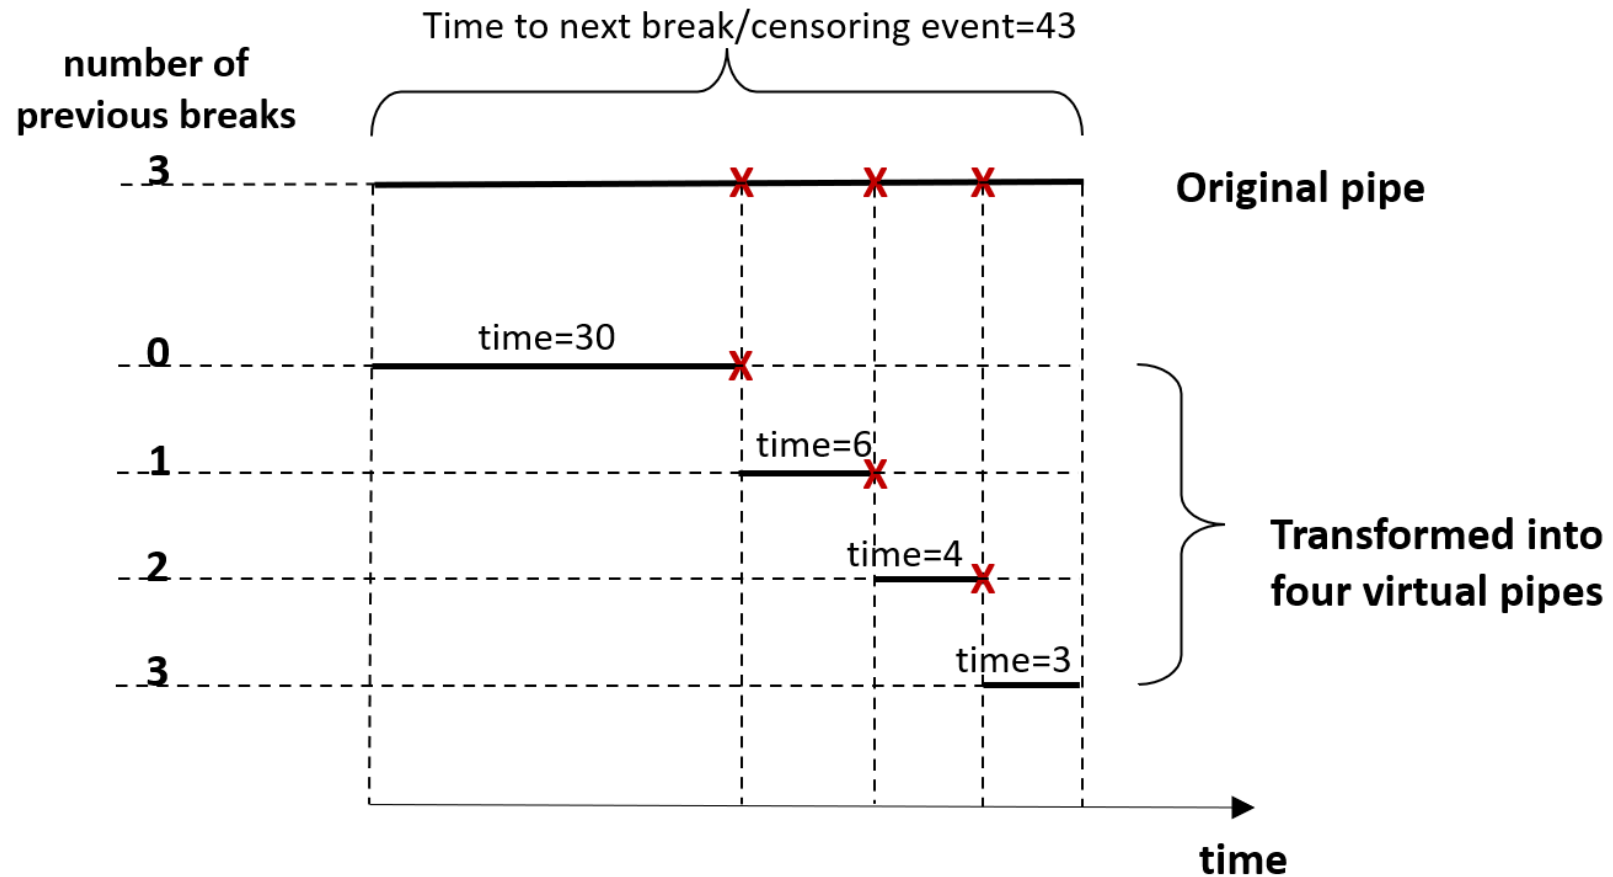 Time to next break/censoring event=43
number of
previous breaks
3
X X X
Original pipe
0
time=30
X
1
time=6
X
2
time=4
X
3
time=3
Transformed into
four virtual pipes
time